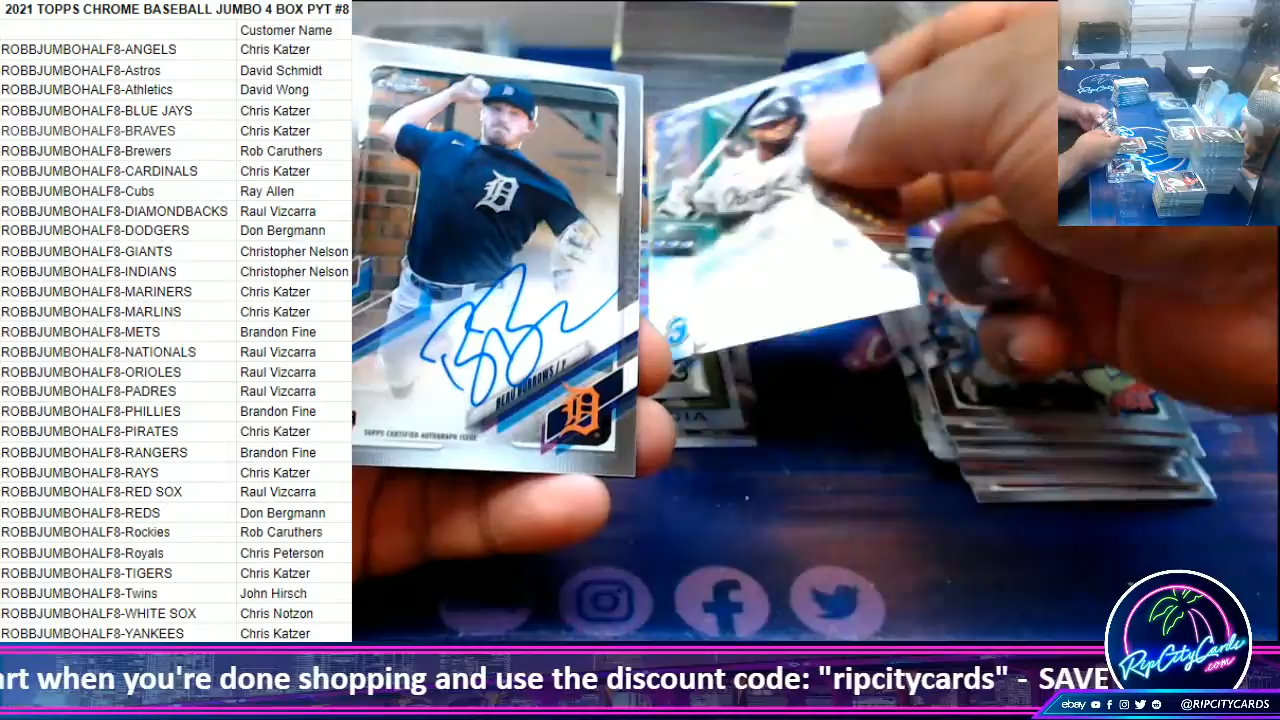 2021 TOPPS CHROME BASEBALL JUMBO 4 BOX PYT #8
Customer Name
ROBBJUMBOHALF8-ANGELS Chris Katzer
ROBBJUMBOHALF8-Astros David Schmidt
ROBBJUMBOHALF8-Athletics David Wong
ROBBJUMBOHALF8-BLUE JAYS Chris Katzer
ROBBJUMBOHALF8-BRAVES Chris Katzer
ROBBJUMBOHALF8-Brewers Rob Caruthers
ROBBJUMBOHALF8-CARDINALS Chris Katzer
ROBBJUMBOHALF8-Cubs Ray Allen
ROBBJUMBOHALF8-DIAMONDBACKS Raul Vizcarra
ROBBJUMBOHALF8-DODGERS Don Bergmann
ROBBJUMBOHALF8-GIANTS Christopher Nelson
ROBBJUMBOHALF8-INDIANS Christopher Nelson
ROBBJUMBOHALF8-MARINERS Chris Katzer
ROBBJUMBOHALF8-MARLINS Chris Katzer
ROBBJUMBOHALF8-METS Brandon Fine
ROBBJUMBOHALF8-NATIONALS Raul Vizcarra
ROBBJUMBOHALF8-ORIOLES Raul Vizcarra
ROBBJUMBOHALF8-PADRES Raul Vizcarra
ROBBJUMBOHALF8-PHILLIES Brandon Fine
ROBBJUMBOHALF8-PIRATES Chris Katzer
ROBBJUMBOHALF8-RANGERS Brandon Fine
ROBBJUMBOHALF8-RAYS Chris Katzer
ROBBJUMBOHALF8-RED SOX Raul Vizcarra
ROBBJUMBOHALF8-REDS Don Bergmann
ROBBJUMBOHALF8-Rockies Rob Caruthers
ROBBJUMBOHALF8-Royals Chris Peterson
ROBBJUMBOHALF8-TIGERS Chris Katzer
ROBBJUMBOHALF8-Twins John Hirsch
ROBBJUMBOHALF8-WHITE SOX Chris Notzon
ROBBJUMBOHALF8-YANKEES Chris Katzer
D
BEAU BURROWS / P
D
TOPPS CERTIFIED AUTOGRAPH ISSUE
art when you're done shopping and use the discount code: "ripcitycards" - SAVE
RipCityCards
.com
ebay @RIPCITYCARDS